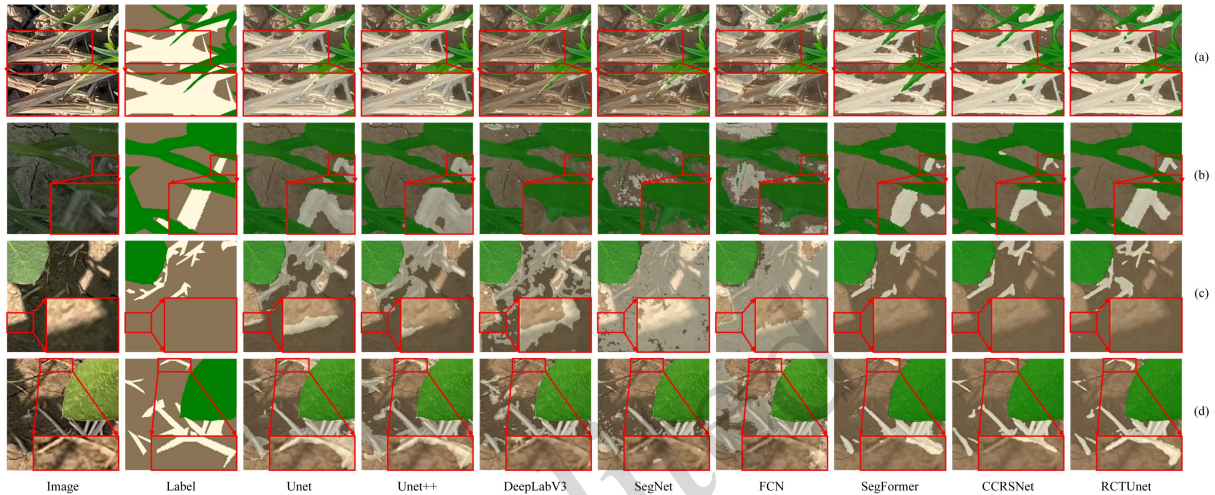 (a)
(b)
(c)
(d)
Image Label Unet Unet++ DeepLabV3 SegNet FCN SegFormer CCRSNet RCTUnet